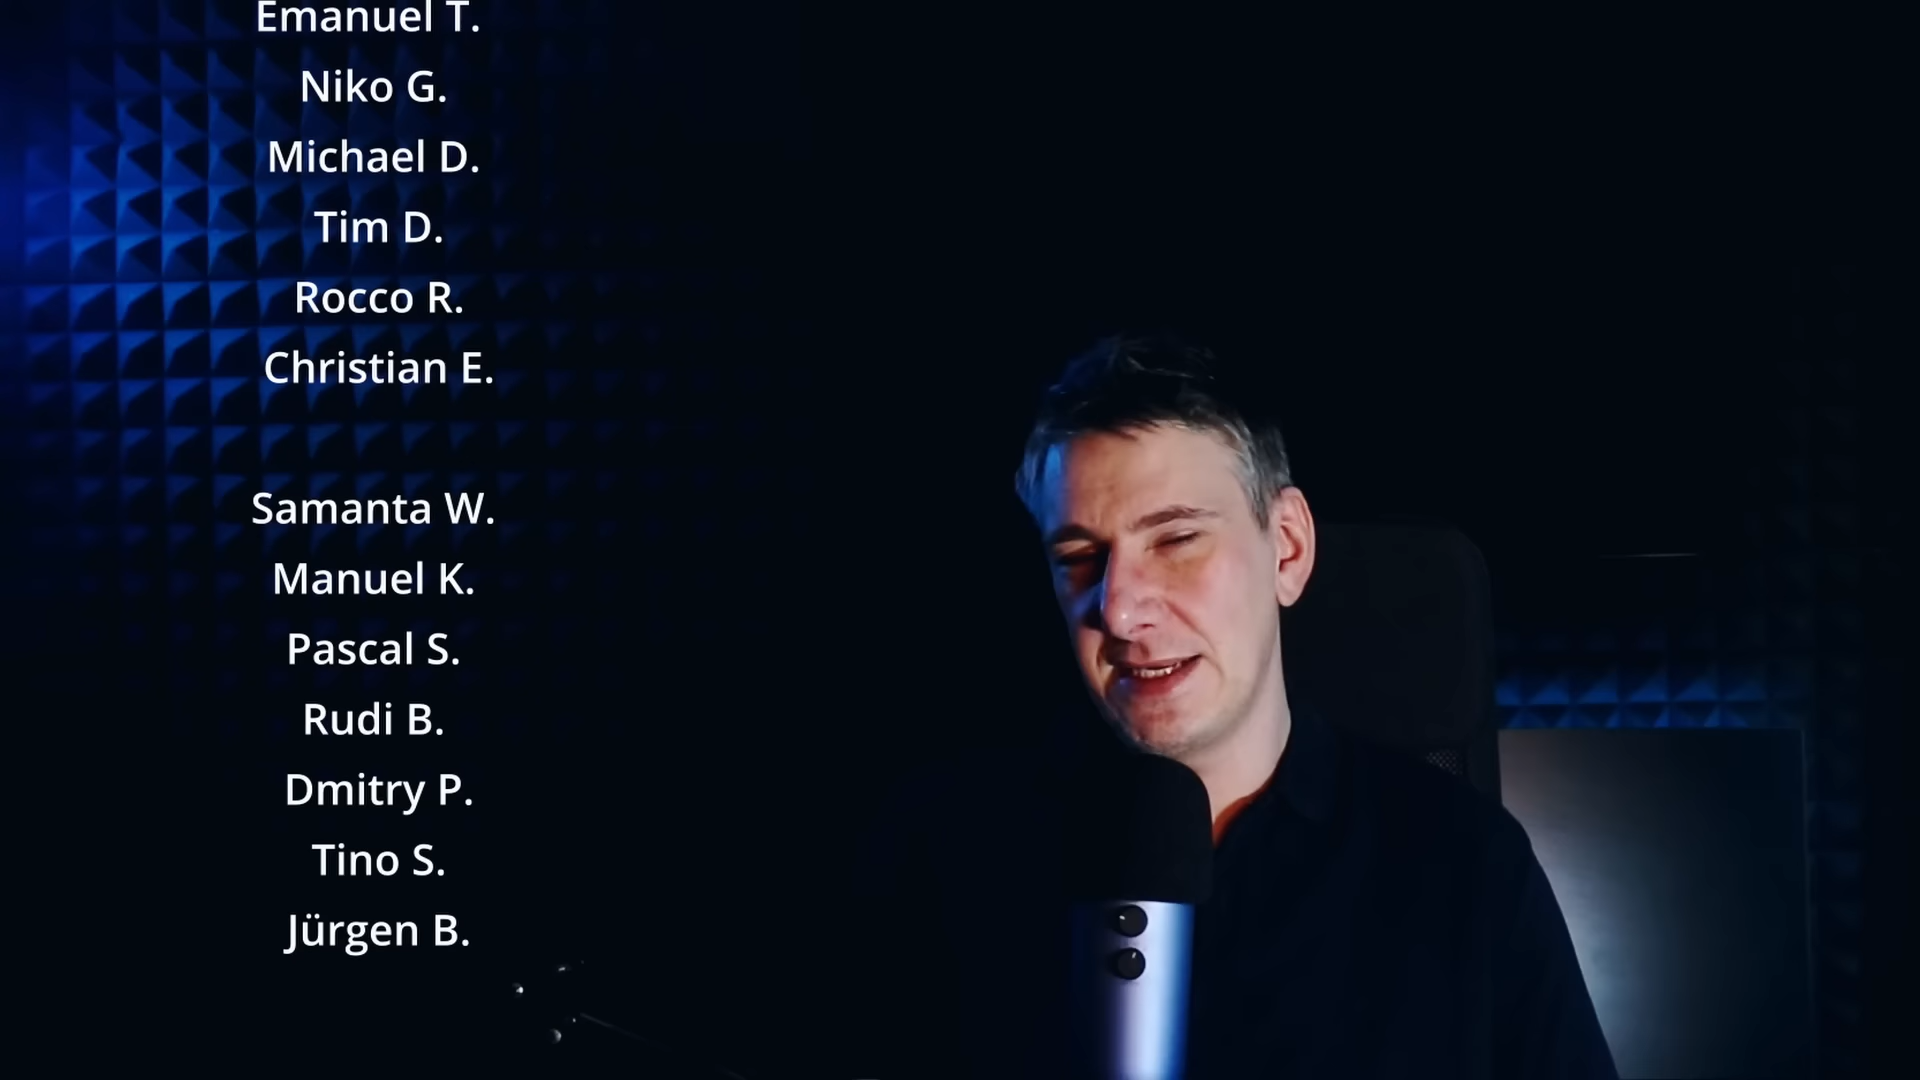 Emanuel T.
Niko G.
Michael D.
Tim D.
Rocco R.
Christian E.
Samanta W.
Manuel K.
Pascal S.
Rudi B.
Dmitry P.
Tino S.
Jürgen B.